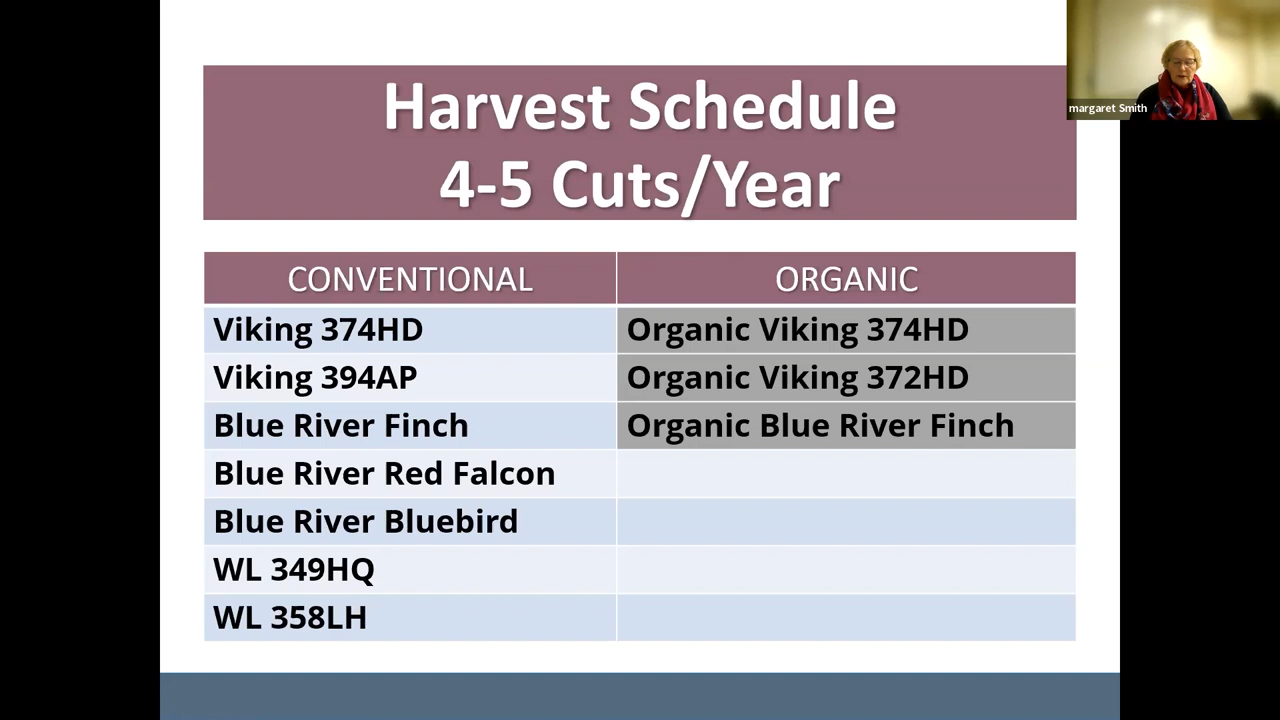 Harvest Schedule
4-5 Cuts/Year
margaret Smith
CONVENTIONAL ORGANIC
Viking 374HD Organic Viking 374HD
Viking 394AP Organic Viking 372HD
Blue River Finch Organic Blue River Finch
Blue River Red Falcon
Blue River Bluebird
WL 349HQ
WL 358LH